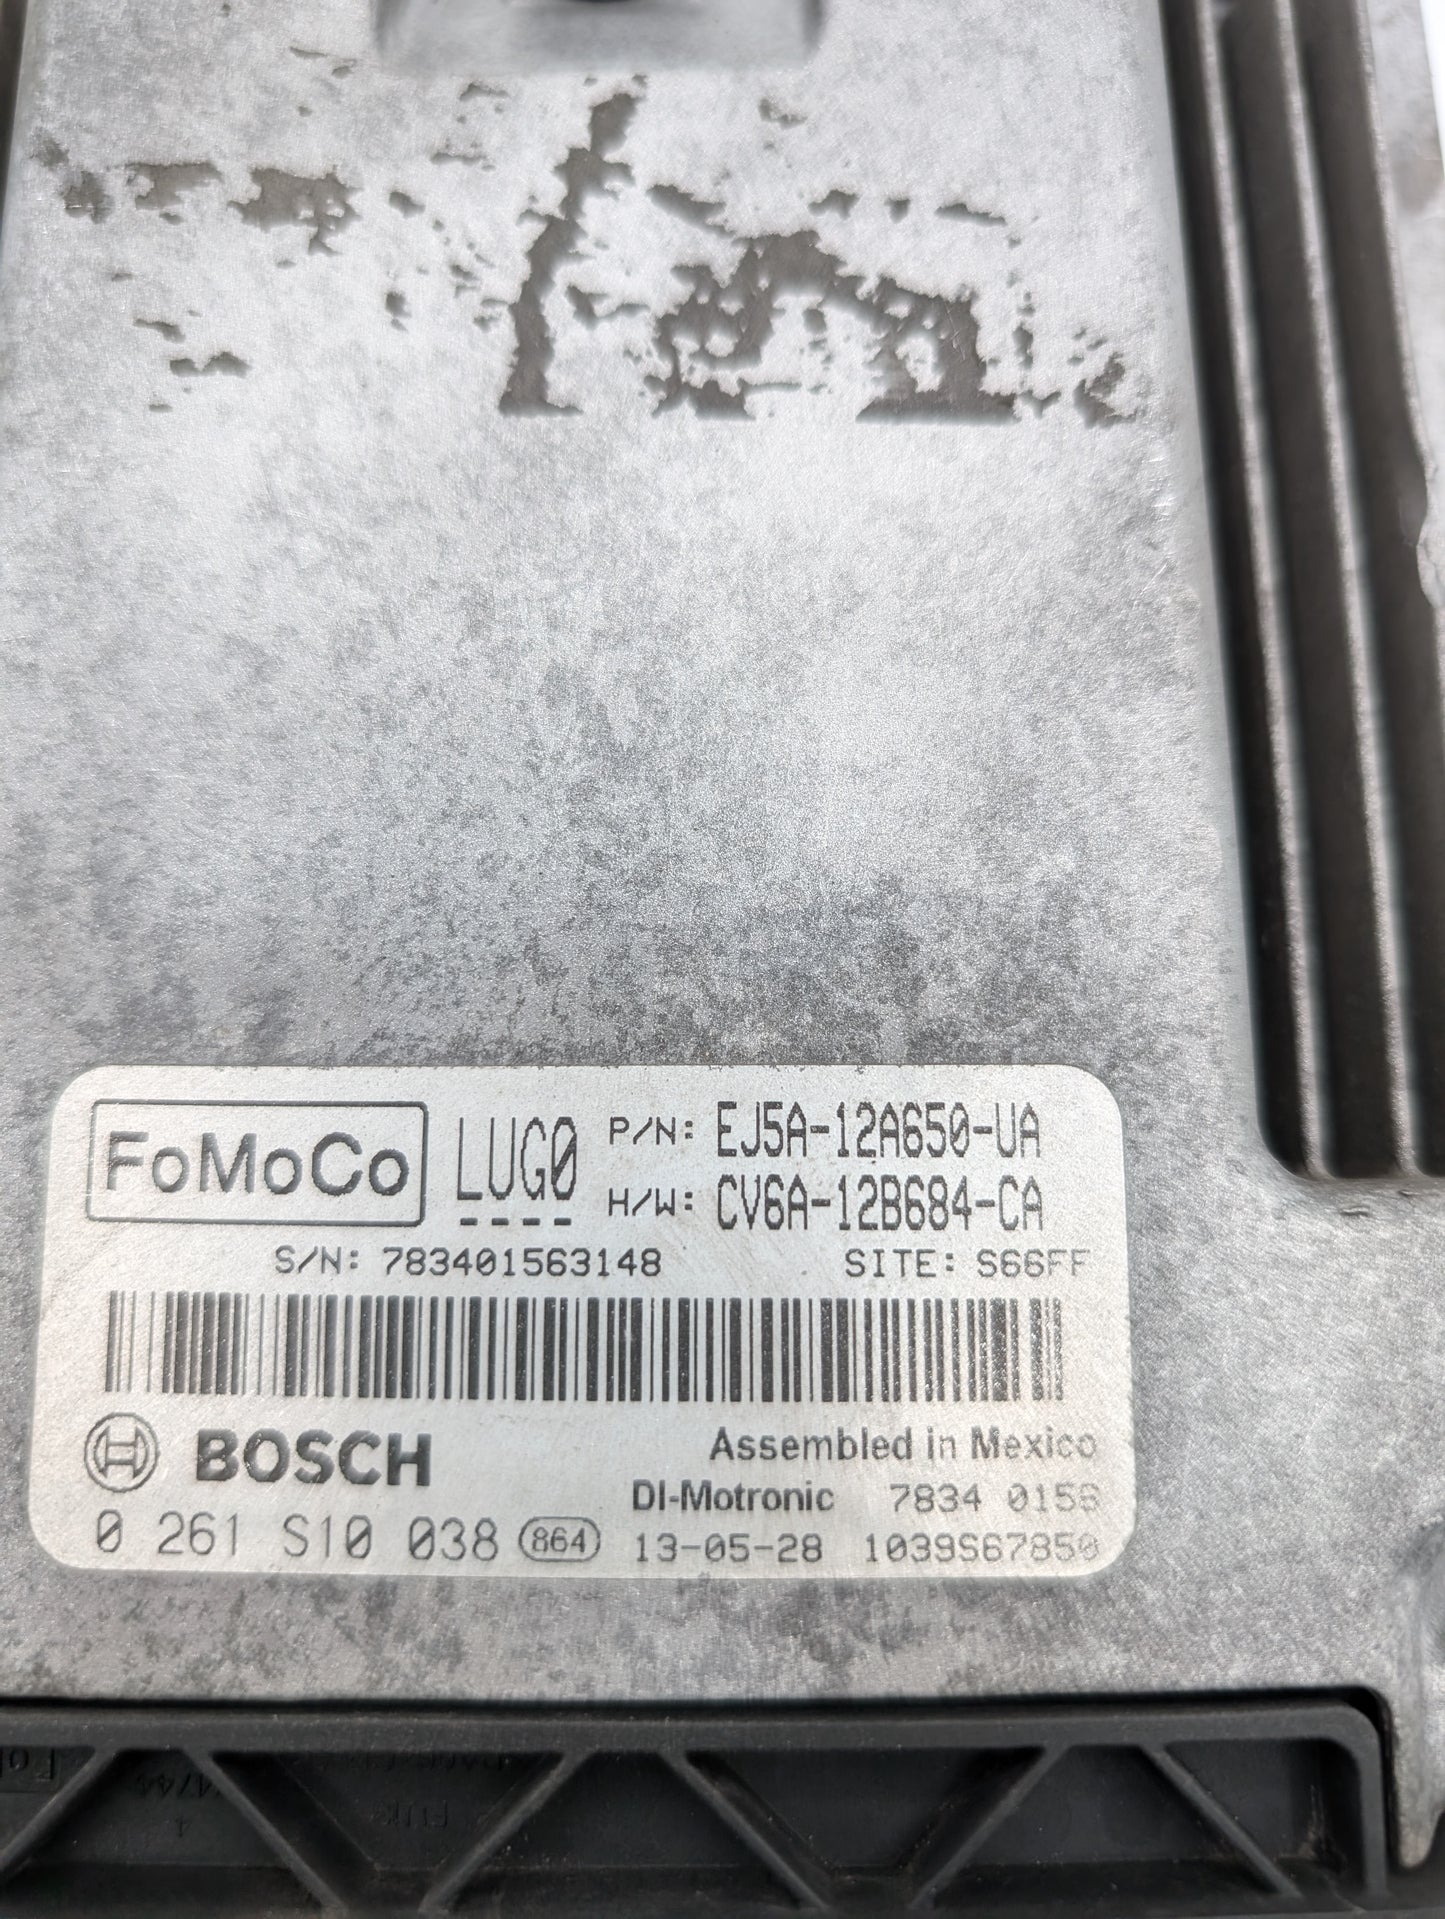 FoMoCo LUG0 P/N: EJ5A-12A650-UA
H/W: CV6A-12B684-CA
S/N: 783401563148 SITE: S66FF
BOSCH Assembled in Mexico
DI-Motronic 7834 0156
0 261 S10 038 864 13-05-28 1039S67850